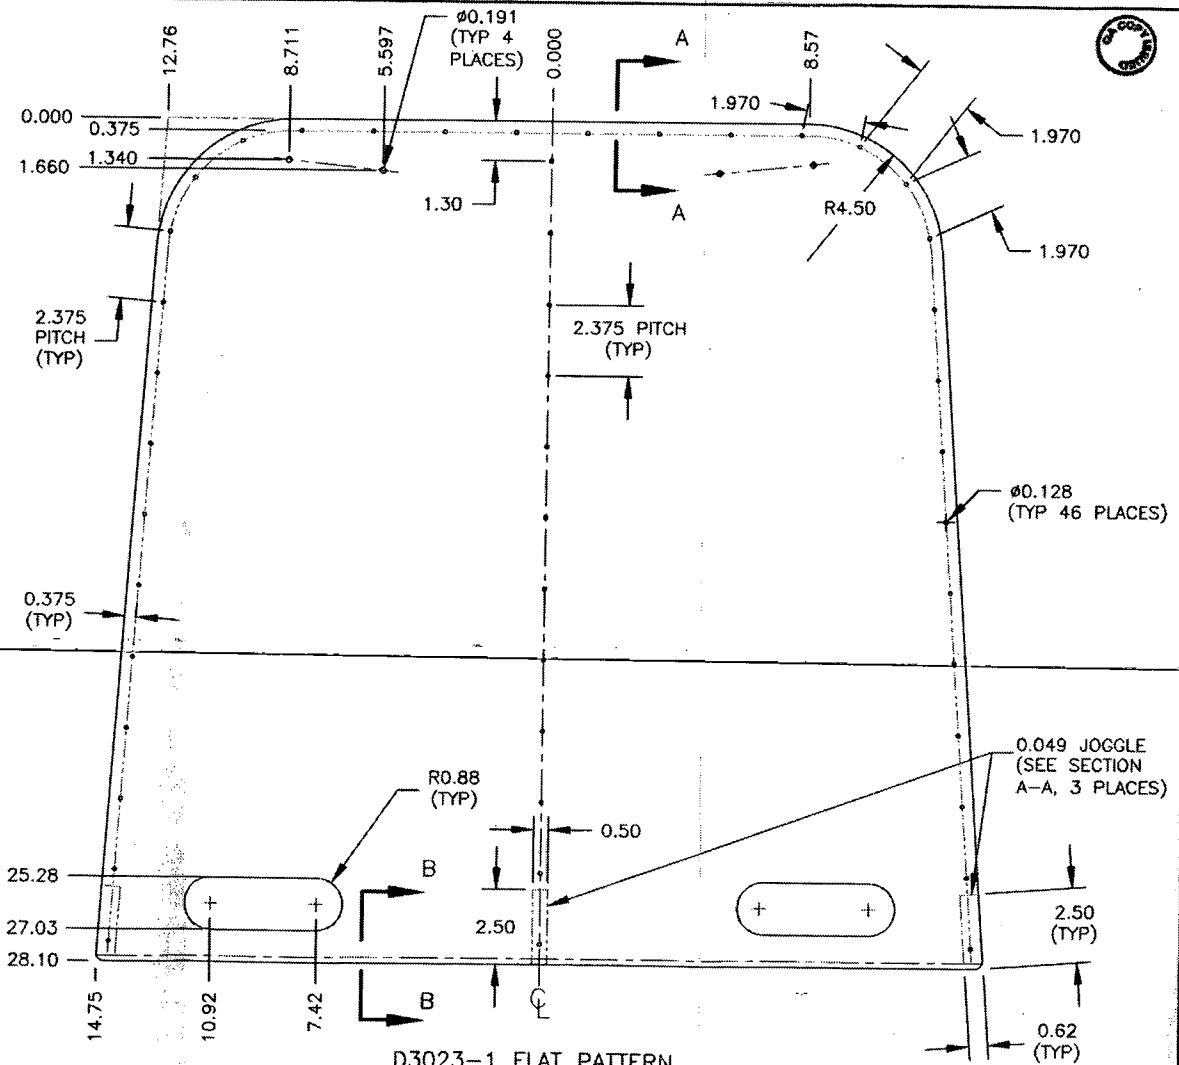 12.76
8.711
5.597
ø0.191
(TYP 4
PLACES)
0.000
A
8.57
QA COPY
0.000
0.375
1.340
1.660
1.970
1.970
1.30
A
R4.50
1.970
2.375
PITCH
(TYP)
2.375 PITCH
(TYP)
ø0.128
(TYP 46 PLACES)
0.375
(TYP)
0.049 JOGGLE
(SEE SECTION
A-A, 3 PLACES)
R0.88
(TYP)
0.50
25.28
B
27.03
2.50
2.50
(TYP)
28.10
14.75
10.92
7.42
B
CL
0.62
(TYP)
D3023-1 FLAT PATTERN